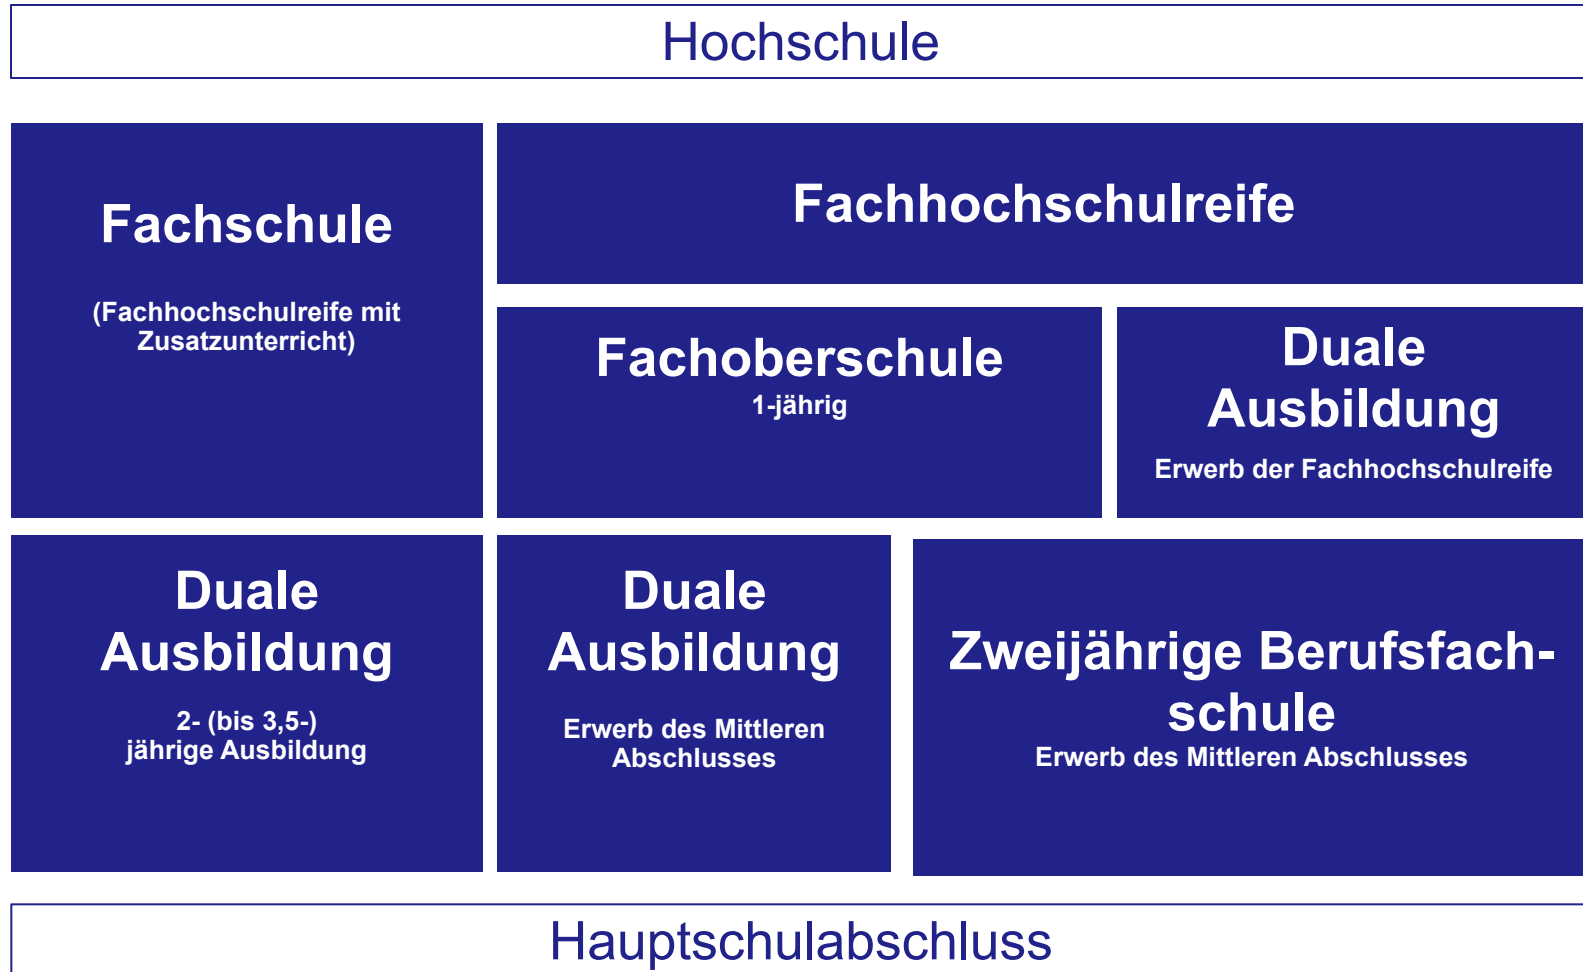 Hochschule
Fachschule
(Fachhochschulreife mit
Zusatzunterricht)
Fachhochschulreife
Fachoberschule
1-jährig
Duale
Ausbildung
Erwerb der Fachhochschulreife
Duale
Ausbildung
2- (bis 3,5-)
jährige Ausbildung
Duale
Ausbildung
Erwerb des Mittleren
Abschlusses
Zweijährige Berufsfach-
schule
Erwerb des Mittleren Abschlusses
Hauptschulabschluss